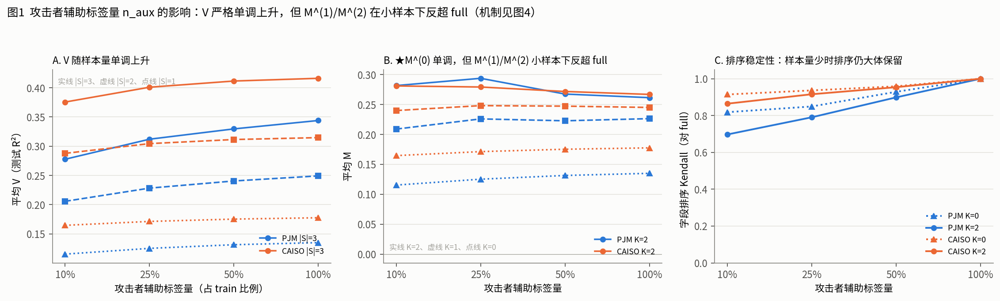 图1 攻击者辅助标签量 n_aux 的影响：V 严格单调上升，但 M^(1)/M^(2) 在小样本下反超 full（机制见图4）
A. V 随样本量单调上升
实线 |S|=3、虚线 |S|=2、点线 |S|=1
平均 V（测试 R²）
0.40
0.35
0.30
0.25
0.20
0.15
PJM |S|=3
CAISO |S|=3
10% 25% 50% 100%
攻击者辅助标签量（占 train 比例）
B. ★M^(0) 单调，但 M^(1)/M^(2) 小样本下反超 full
平均 M
0.30
0.25
0.20
0.15
0.10
0.05
0.00
实线 K=2、虚线 K=1、点线 K=0
PJM K=2
CAISO K=2
10% 25% 50% 100%
攻击者辅助标签量
C. 排序稳定性：样本量少时排序仍大体保留
字段排序 Kendall（对 full）
1.0
0.8
0.6
0.4
0.2
0.0
PJM K=0
PJM K=2
CAISO K=0
CAISO K=2
10% 25% 50% 100%
攻击者辅助标签量